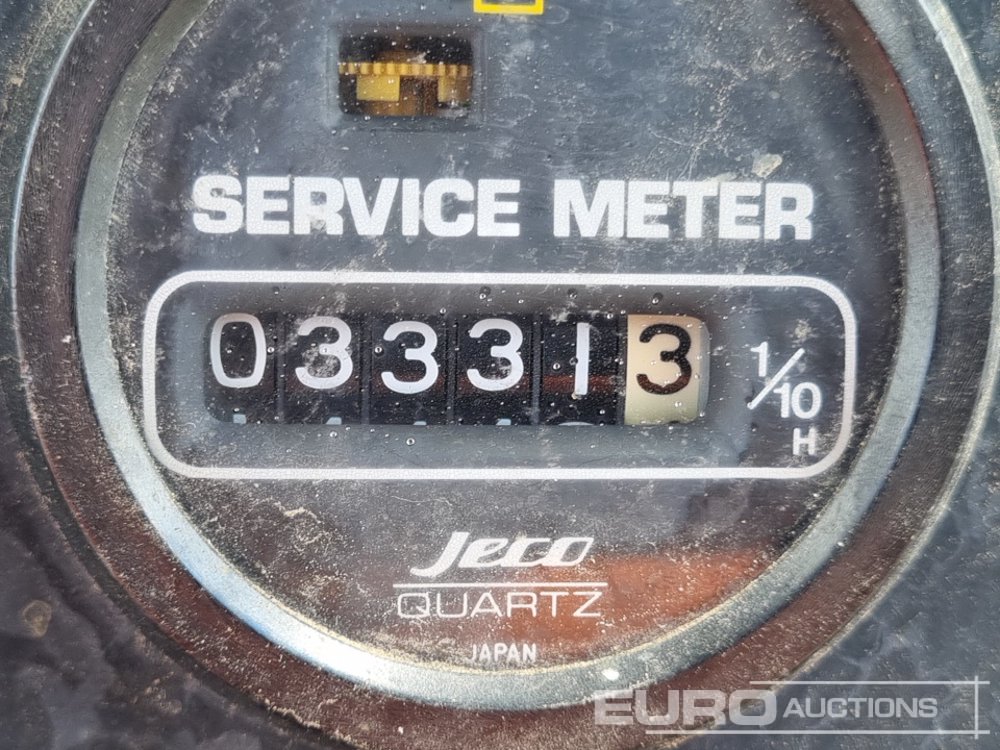 SERVICE METER
033313 1/10
H
Jeco
QUARTZ
JAPAN
EURO AUCTIONS